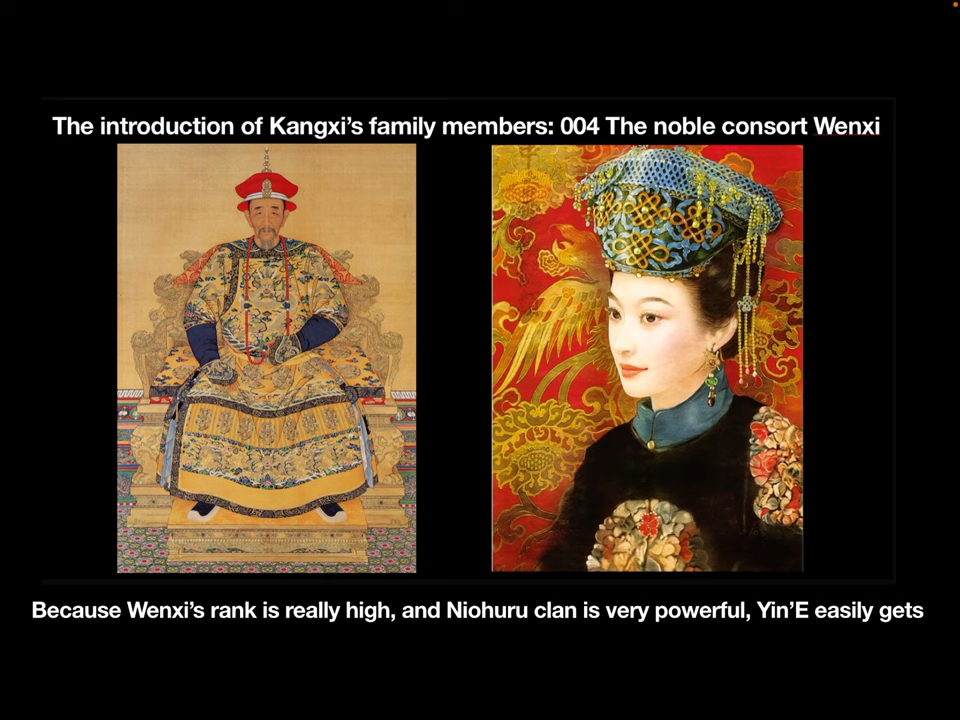 The introduction of Kangxi’s family members: 004 The noble consort Wenxi
Because Wenxi’s rank is really high, and Niohuru clan is very powerful, Yin’E easily gets